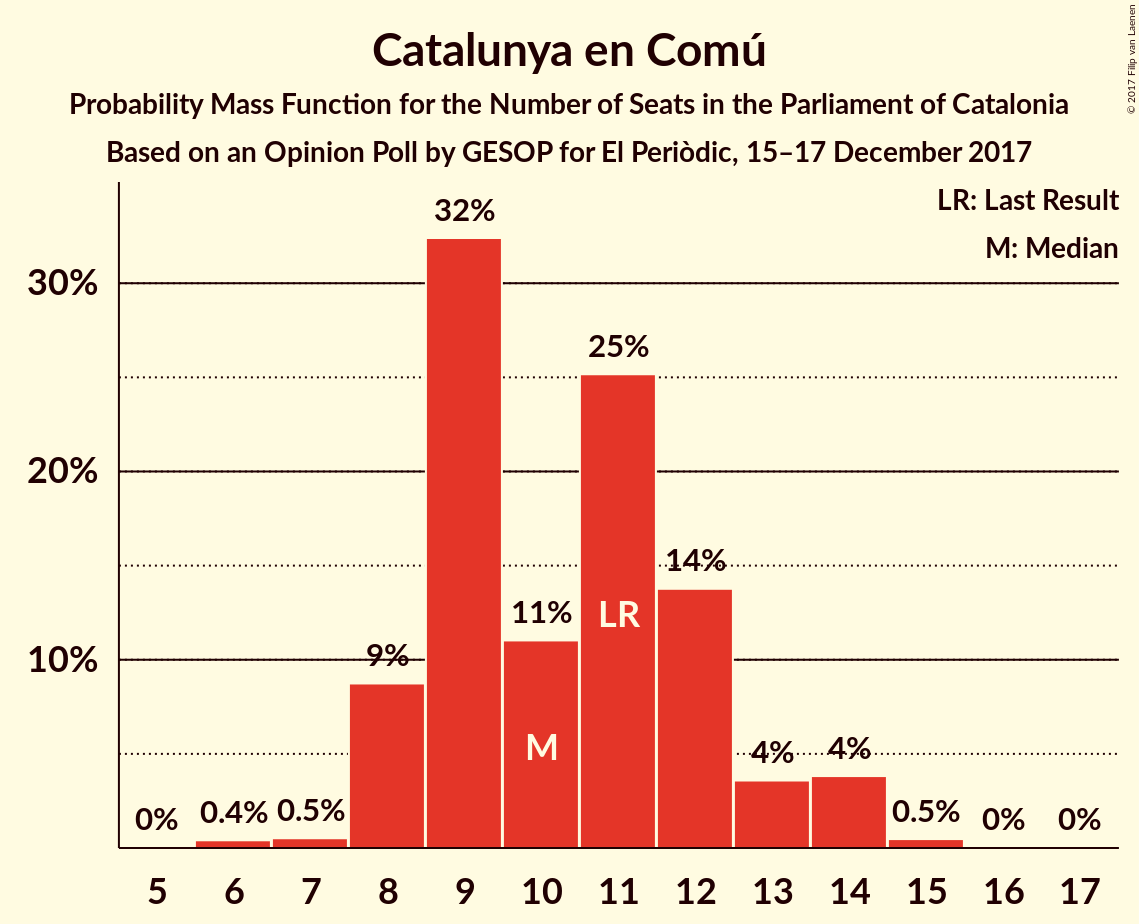 Catalunya en Comú
Probability Mass Function for the Number of Seats in the Parliament of Catalonia
Based on an Opinion Poll by GESOP for El Periòdic, 15–17 December 2017
© 2017 Filip van Laenen
LR: Last Result
M: Median
30%
20%
10%
0%
0.4%
0.5%
9%
32%
11%
25%
14%
4%
4%
0.5%
0%
0%
LR
M
5 6 7 8 9 10 11 12 13 14 15 16 17